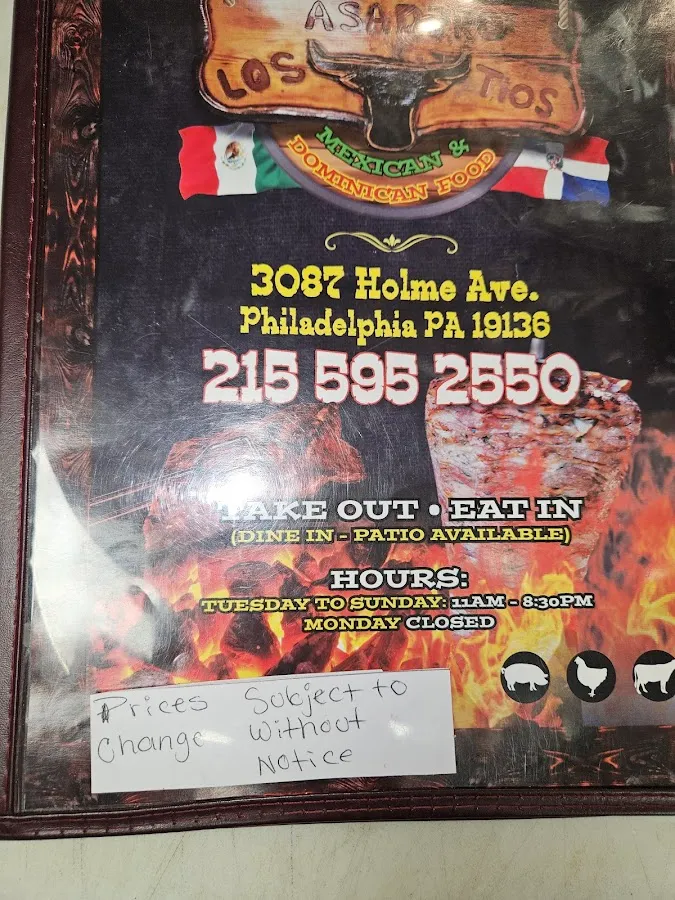 ASADERO
LOS TIOS
MEXICAN &
DOMINICAN FOOD
3087 Holme Ave.
Philadelphia PA 19136
215 595 2550
TAKE OUT • EAT IN
(DINE IN - PATIO AVAILABLE)
HOURS:
TUESDAY TO SUNDAY: 11AM - 8:30PM
MONDAY CLOSED
Prices Subject to
Change Without
Notice